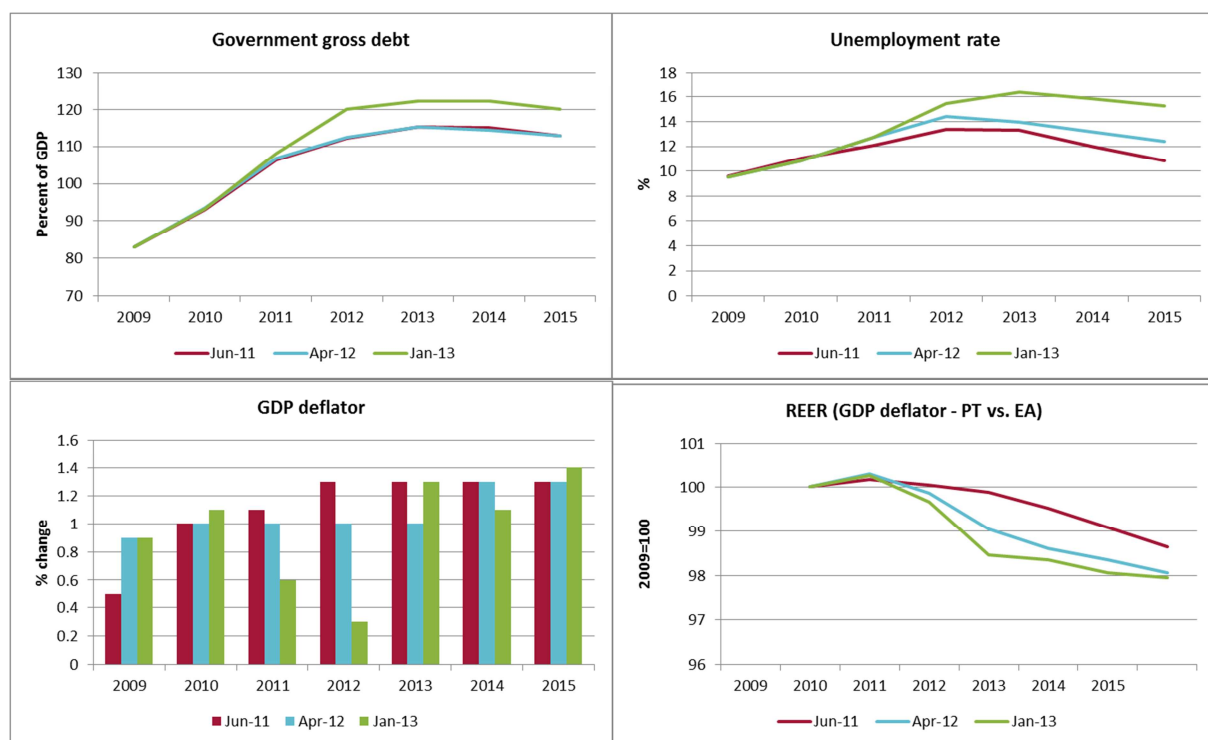 Government gross debt
Percent of GDP
130
120
110
100
90
80
70
2009 2010 2011 2012 2013 2014 2015
Jun-11 Apr-12 Jan-13
Unemployment rate
%
18
16
14
12
10
8
6
4
2
0
2009 2010 2011 2012 2013 2014 2015
Jun-11 Apr-12 Jan-13
GDP deflator
% change
1.6
1.4
1.2
1
0.8
0.6
0.4
0.2
0
2009 2010 2011 2012 2013 2014 2015
Jun-11 Apr-12 Jan-13
REER (GDP deflator - PT vs. EA)
2009=100
101
100
99
98
97
96
2009 2010 2011 2012 2013 2014 2015
Jun-11 Apr-12 Jan-13